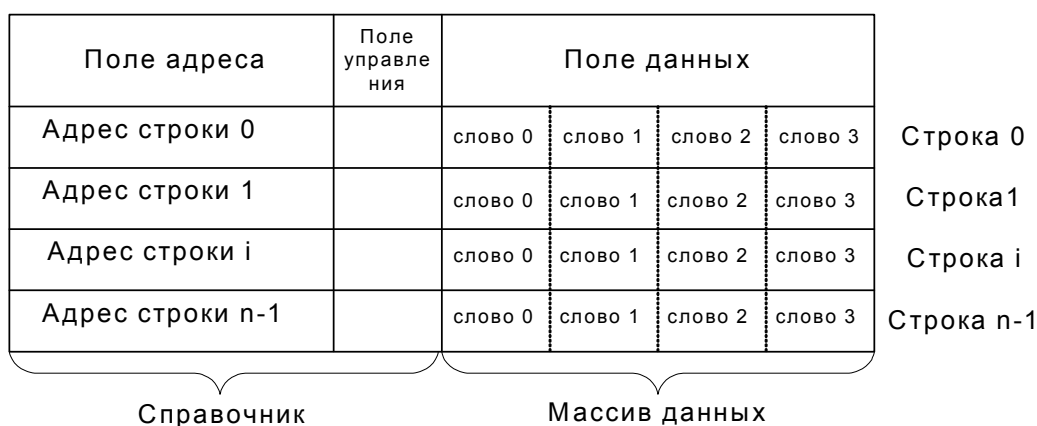 Поле адреса
Поле
управле
ния
Поле данных
Адрес строки 0
слово 0 слово 1 слово 2 слово 3
Строка 0
Адрес строки 1
слово 0 слово 1 слово 2 слово 3
Строка1
Адрес строки i
слово 0 слово 1 слово 2 слово 3
Строка i
Адрес строки n-1
слово 0 слово 1 слово 2 слово 3
Строка n-1
Справочник
Массив данных